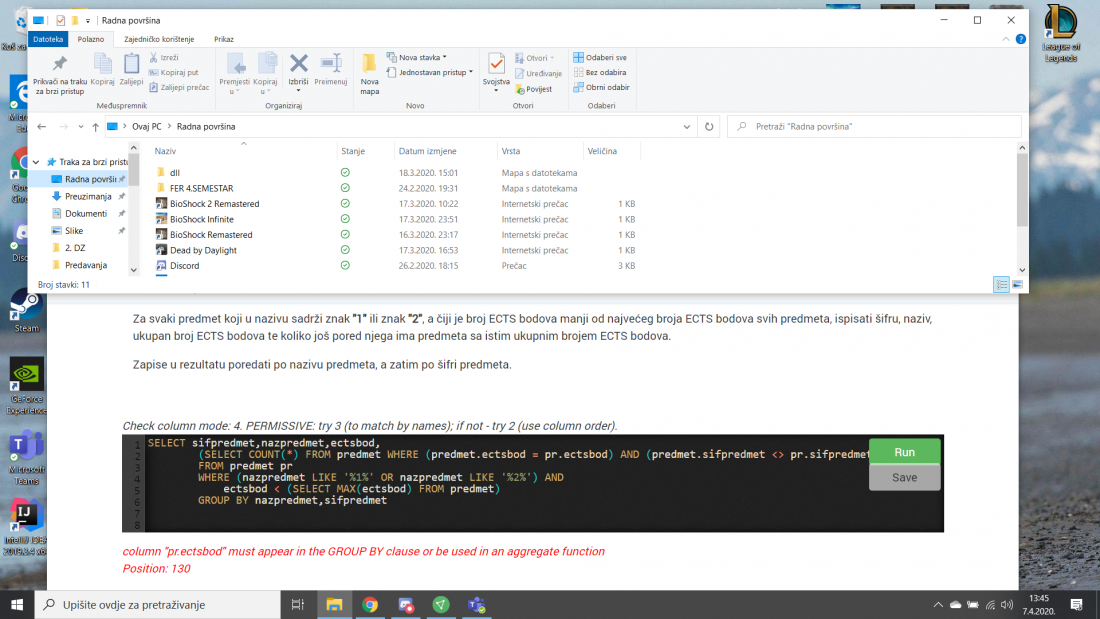 Radna površina
Datoteka Polazno Zajedničko korištenje Prikaz
Prikvači na traku za brzi pristup
Kopiraj
Zalijepi
Izreži
Kopiraj put
Zalijepi prečac
Međuspremnik
Premjesti u
Kopiraj u
Izbriši
Preimenuj
Organiziraj
Nova mapa
Nova stavka
Jednostavan pristup
Novo
Svojstva
Otvori
Uređivanje
Povijest
Otvori
Odaberi sve
Bez odabira
Obrni odabir
Odaberi
Ovaj PC > Radna površina
Pretraži "Radna površina"
Traka za brzi pristu
Radna površin
Preuzimanja
Dokumenti
Slike
2. DZ
Predavanja
Naziv Stanje Datum izmjene Vrsta Veličina
dll 18.3.2020. 15:01 Mapa s datotekama
FER 4.SEMESTAR 24.2.2020. 19:31 Mapa s datotekama
BioShock 2 Remastered 17.3.2020. 10:22 Internetski prečac 1 KB
BioShock Infinite 17.3.2020. 23:51 Internetski prečac 1 KB
BioShock Remastered 16.3.2020. 23:17 Internetski prečac 1 KB
Dead by Daylight 17.3.2020. 16:53 Internetski prečac 1 KB
Discord 26.2.2020. 18:15 Prečac 3 KB
Broj stavki: 11
League of Legends
Steam
GeForce Experience
Microsoft Teams
IntelliJ IDEA
Za svaki predmet koji u nazivu sadrži znak "1" ili znak "2", a čiji je broj ECTS bodova manji od najvećeg broja ECTS bodova svih predmeta, ispisati šifru, naziv,
ukupan broj ECTS bodova te koliko još pored njega ima predmeta sa istim ukupnim brojem ECTS bodova.
Zapise u rezultatu poredati po nazivu predmeta, a zatim po šifri predmeta.
Check column mode: 4. PERMISSIVE: try 3 (to match by names); if not - try 2 (use column order).
1 SELECT sifpredmet,nazpredmet,ectsbod,
2 (SELECT COUNT(*) FROM predmet WHERE (predmet.ectsbod = pr.ectsbod) AND (predmet.sifpredmet <> pr.sifpredmet
3 FROM predmet pr
4 WHERE (nazpredmet LIKE '%1%' OR nazpredmet LIKE '%2%') AND
5 ectsbod < (SELECT MAX(ectsbod) FROM predmet)
6 GROUP BY nazpredmet,sifpredmet
7
8
Run
Save
column "pr.ectsbod" must appear in the GROUP BY clause or be used in an aggregate function
Position: 130
Upišite ovdje za pretraživanje
13:45
7.4.2020.